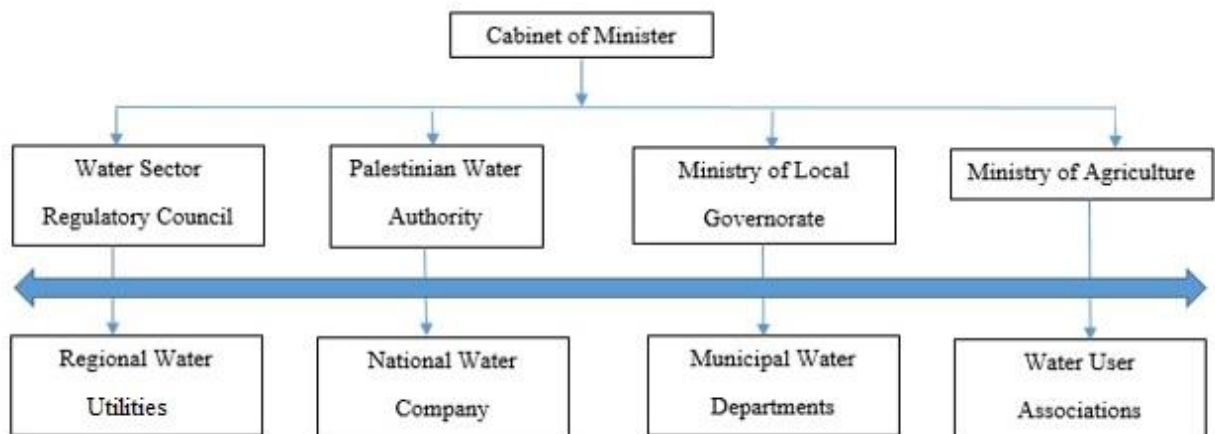 Cabinet of Minister
Water Sector
Regulatory Council
Palestinian Water
Authority
Ministry of Local
Governorate
Ministry of Agriculture
Regional Water
Utilities
National Water
Company
Municipal Water
Departments
Water User
Associations